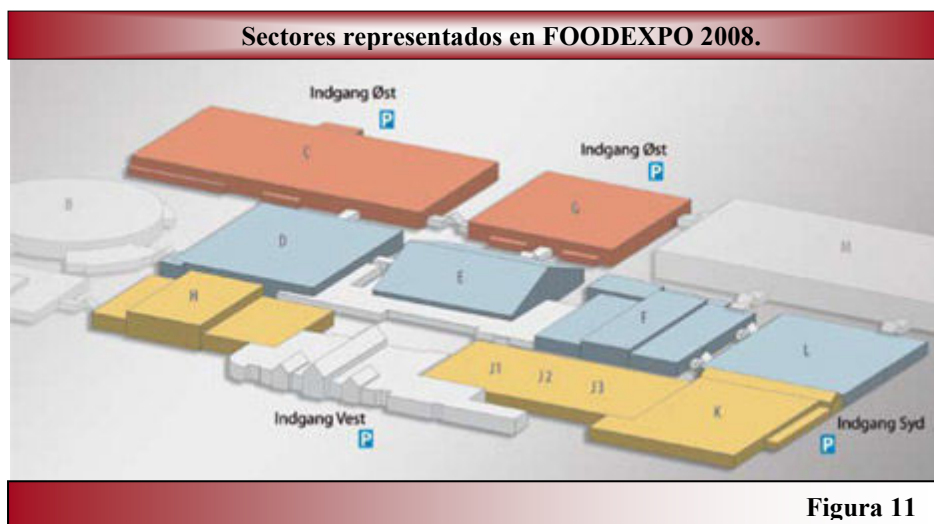 Sectores representados en FOODEXPO 2008.
Indgang Øst
P
Indgang Øst
P
C
G
B
D
M
E
H
F
L
J1
J2
J3
K
Indgang Vest
P
Indgang Syd
P
Figura 11